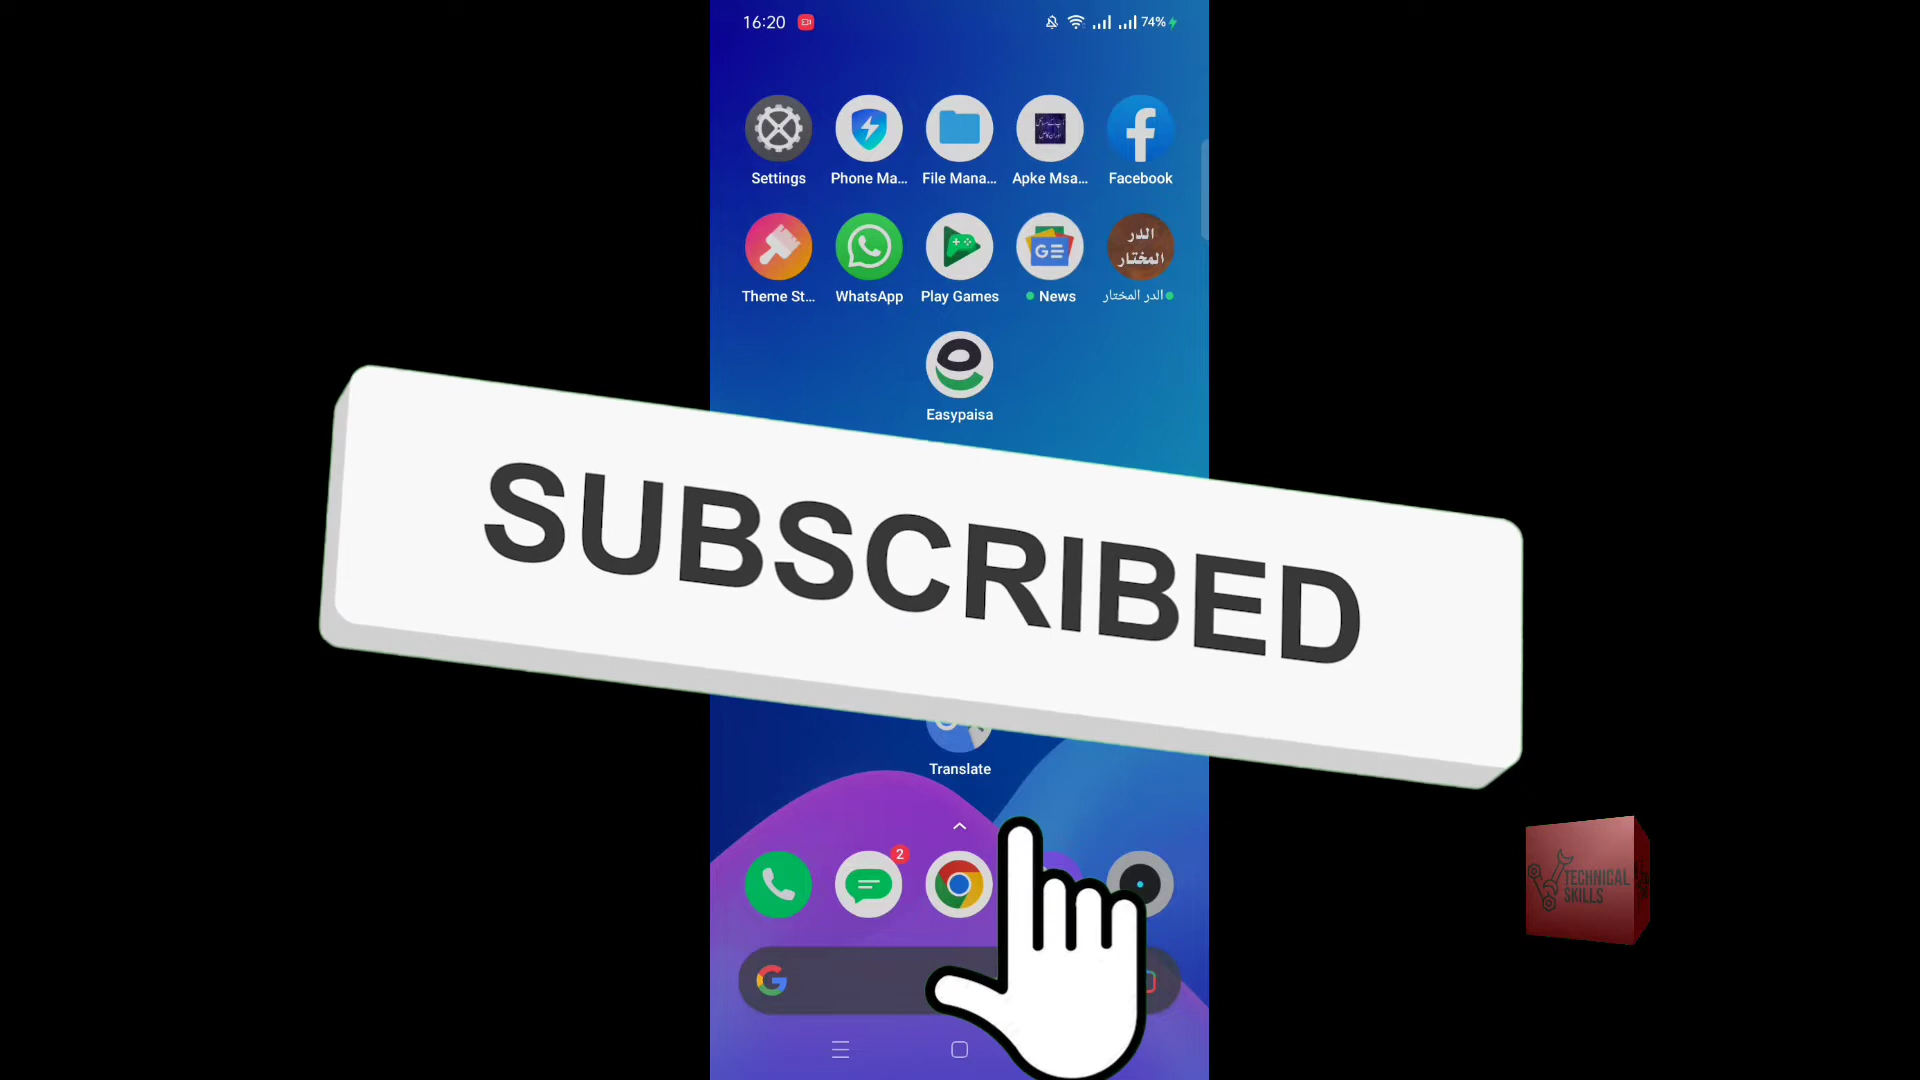 16:20
74%
Settings
Phone Ma...
File Mana...
Apke Msa...
Facebook
الدر
المختار
Theme St...
WhatsApp
Play Games
News
الدر المختار
Easypaisa
SUBSCRIBED
Translate
2
TECHNICAL
SKILLS